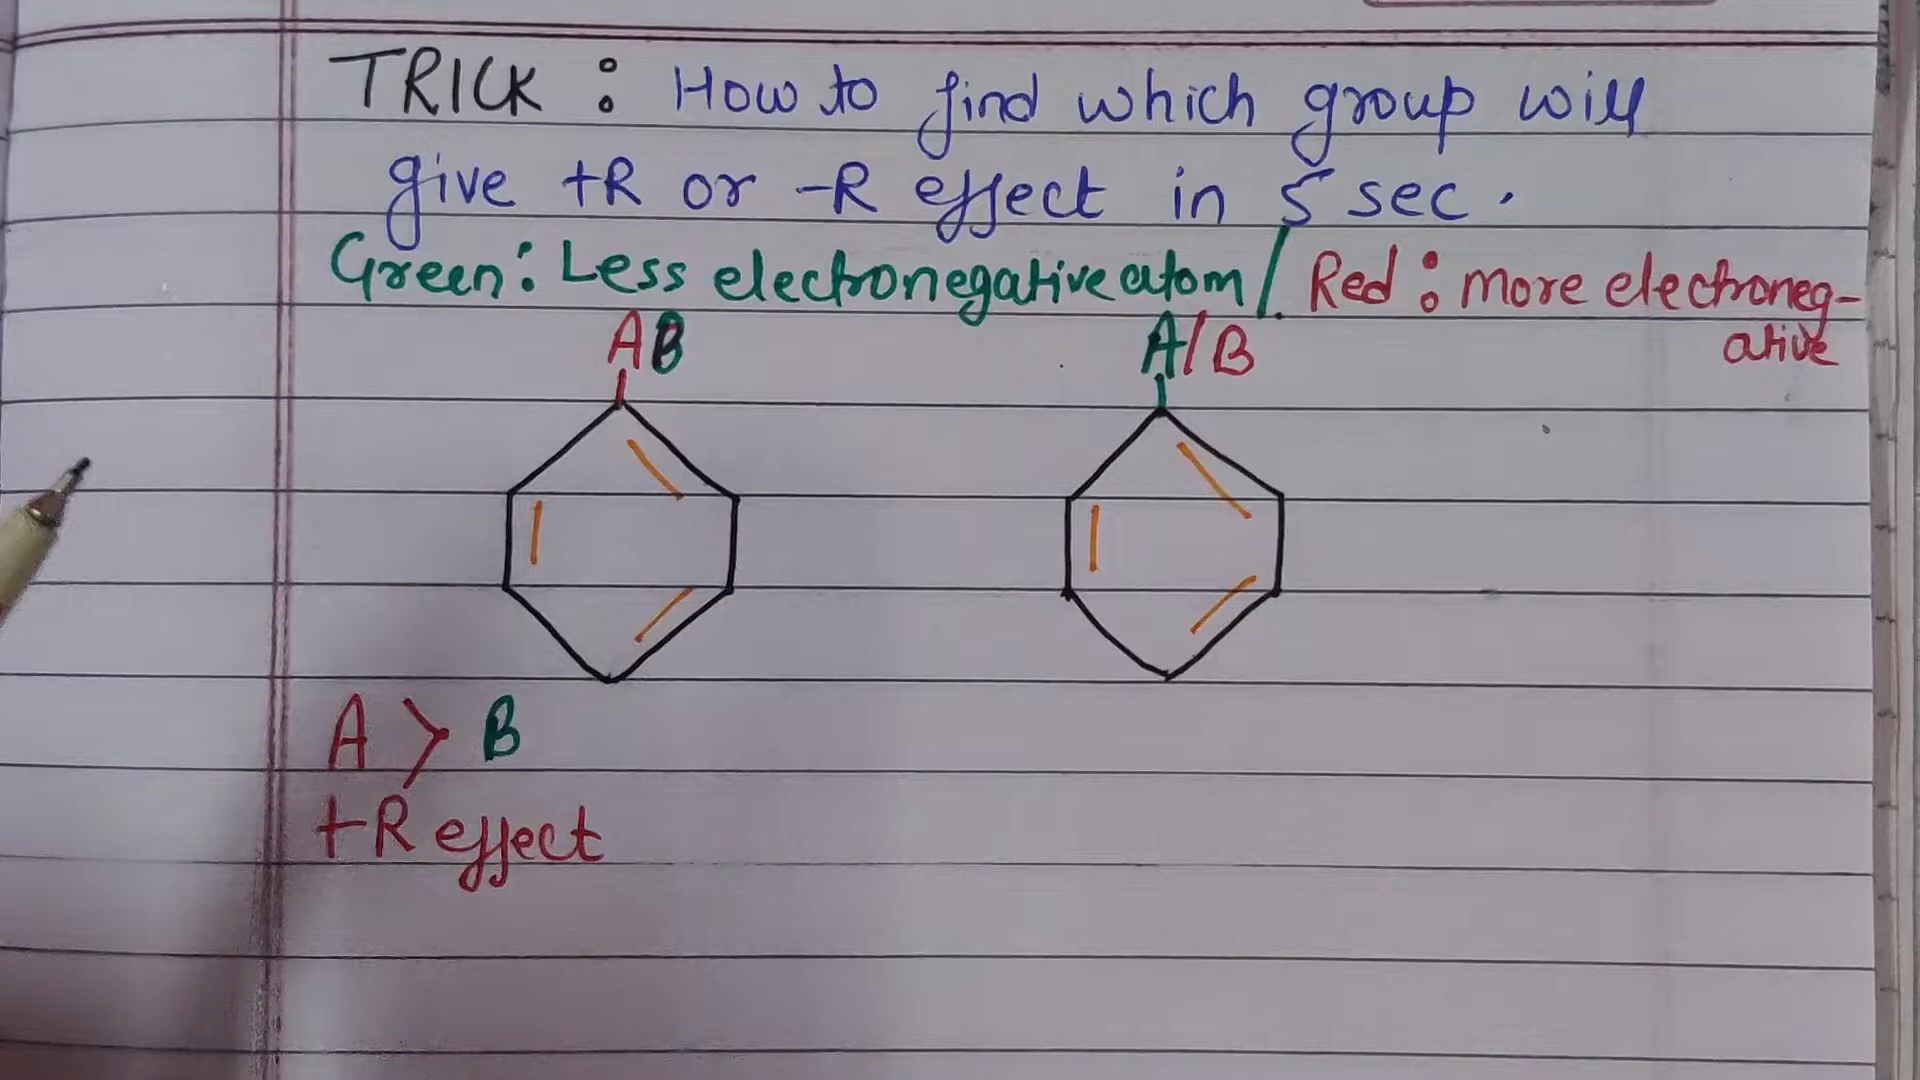 TRICK : How to find which group will
give +R or -R effect in 5 sec.
Green: Less electronegative atom / Red : more electroneg-
ative
AB
A/B
A > B
+R effect